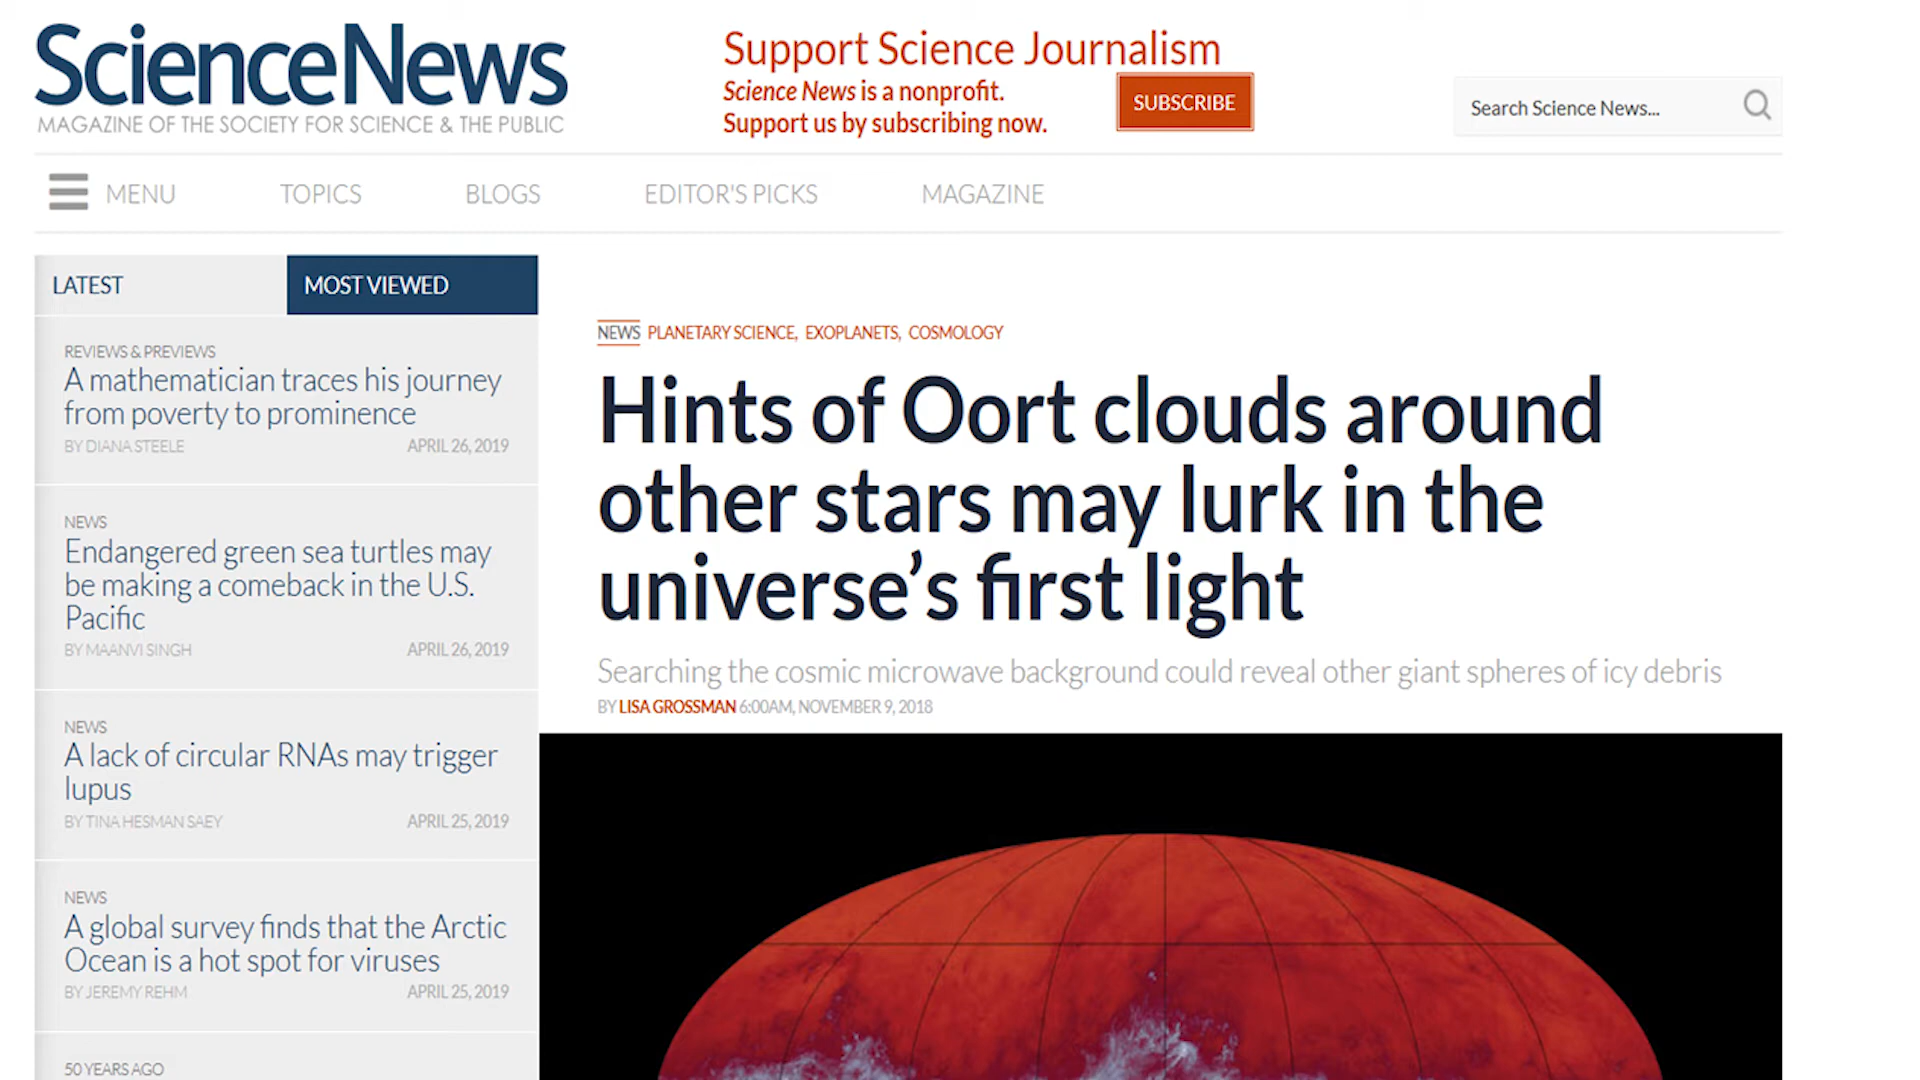 ScienceNews
MAGAZINE OF THE SOCIETY FOR SCIENCE & THE PUBLIC
Support Science Journalism
Science News is a nonprofit.
Support us by subscribing now.
SUBSCRIBE
Search Science News...
MENU
TOPICS
BLOGS
EDITOR'S PICKS
MAGAZINE
LATEST
MOST VIEWED
REVIEWS & PREVIEWS
A mathematician traces his journey
from poverty to prominence
BY DIANA STEELE
APRIL 26, 2019
NEWS
Endangered green sea turtles may
be making a comeback in the U.S.
Pacific
BY MAANVI SINGH
APRIL 26, 2019
NEWS
A lack of circular RNAs may trigger
lupus
BY TINA HESMAN SAEY
APRIL 25, 2019
NEWS
A global survey finds that the Arctic
Ocean is a hot spot for viruses
BY JEREMY REHM
APRIL 25, 2019
50 YEARS AGO
NEWS PLANETARY SCIENCE, EXOPLANETS, COSMOLOGY
Hints of Oort clouds around
other stars may lurk in the
universe’s first light
Searching the cosmic microwave background could reveal other giant spheres of icy debris
BY LISA GROSSMAN 6:00AM, NOVEMBER 9, 2018